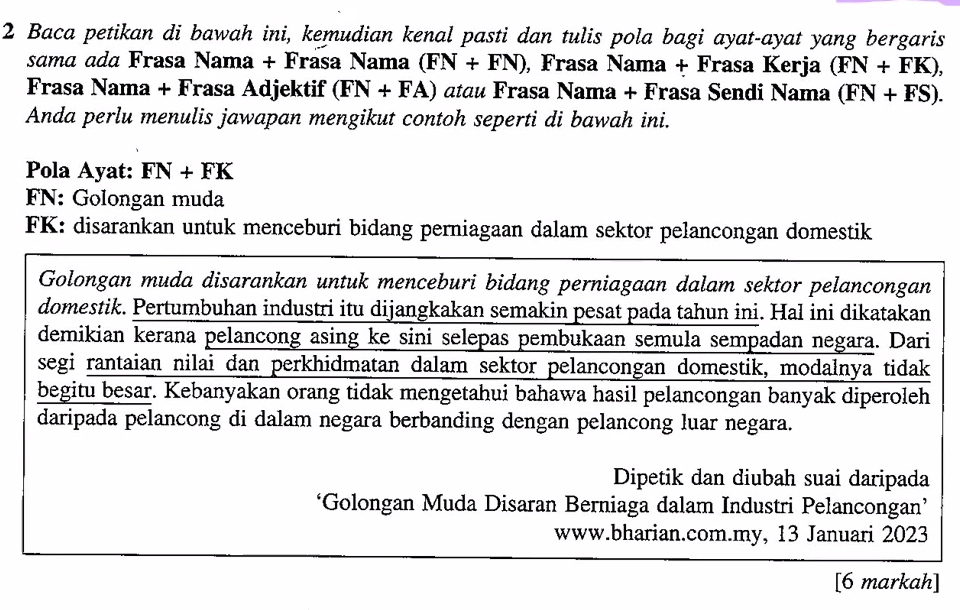 2 Baca petikan di bawah ini, kemudian kenal pasti dan tulis pola bagi ayat-ayat yang bergaris
sama ada Frasa Nama + Frasa Nama (FN + FN), Frasa Nama + Frasa Kerja (FN + FK),
Frasa Nama + Frasa Adjektif (FN + FA) atau Frasa Nama + Frasa Sendi Nama (FN + FS).
Anda perlu menulis jawapan mengikut contoh seperti di bawah ini.
Pola Ayat: FN + FK
FN: Golongan muda
FK: disarankan untuk menceburi bidang perniagaan dalam sektor pelancongan domestik
Golongan muda disarankan untuk menceburi bidang perniagaan dalam sektor pelancongan
domestik. Pertumbuhan industri itu dijangkakan semakin pesat pada tahun ini. Hal ini dikatakan
demikian kerana pelancong asing ke sini selepas pembukaan semula sempadan negara. Dari
segi rantaian nilai dan perkhidmatan dalam sektor pelancongan domestik, modalnya tidak
begitu besar. Kebanyakan orang tidak mengetahui bahawa hasil pelancongan banyak diperoleh
daripada pelancong di dalam negara berbanding dengan pelancong luar negara.
Dipetik dan diubah suai daripada
‘Golongan Muda Disaran Berniaga dalam Industri Pelancongan’
www.bharian.com.my, 13 Januari 2023
[6 markah]